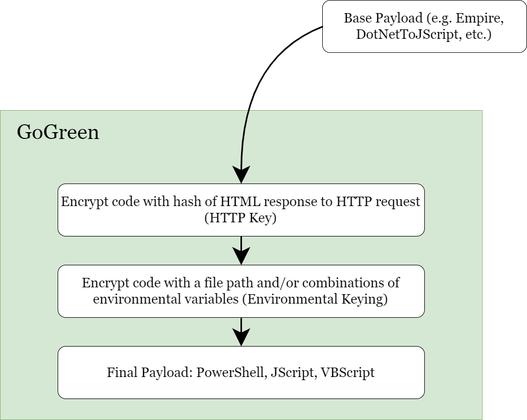 Base Payload (e.g. Empire,
DotNetToJScript, etc.)
GoGreen
Encrypt code with hash of HTML response to HTTP request
(HTTP Key)
Encrypt code with a file path and/or combinations of
environmental variables (Environmental Keying)
Final Payload: PowerShell, JScript, VBScript